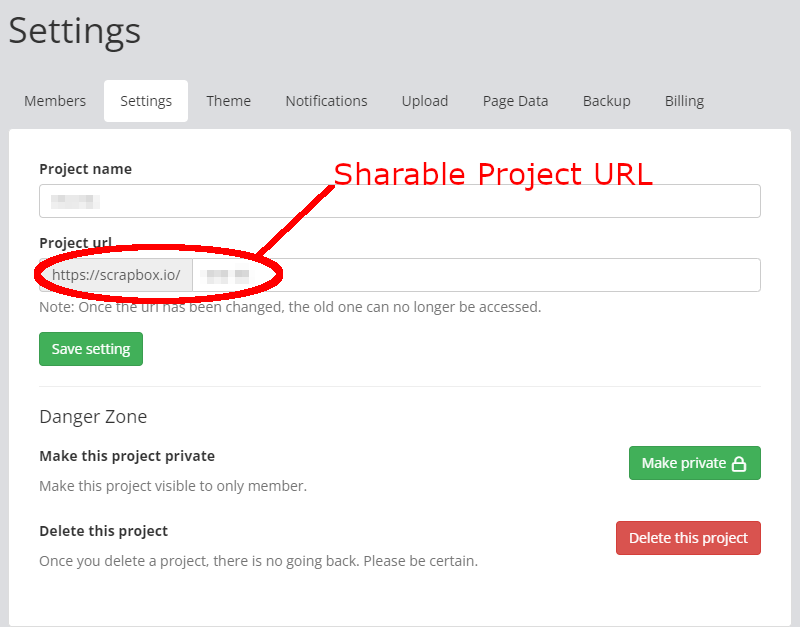 Settings
Members Settings Theme Notifications Upload Page Data Backup Billing
Project name
Sharable Project URL
Project url
https://scrapbox.io/
Note: Once the url has been changed, the old one can no longer be accessed.
Save setting
Danger Zone
Make this project private
Make private
Make this project visible to only member.
Delete this project
Delete this project
Once you delete a project, there is no going back. Please be certain.